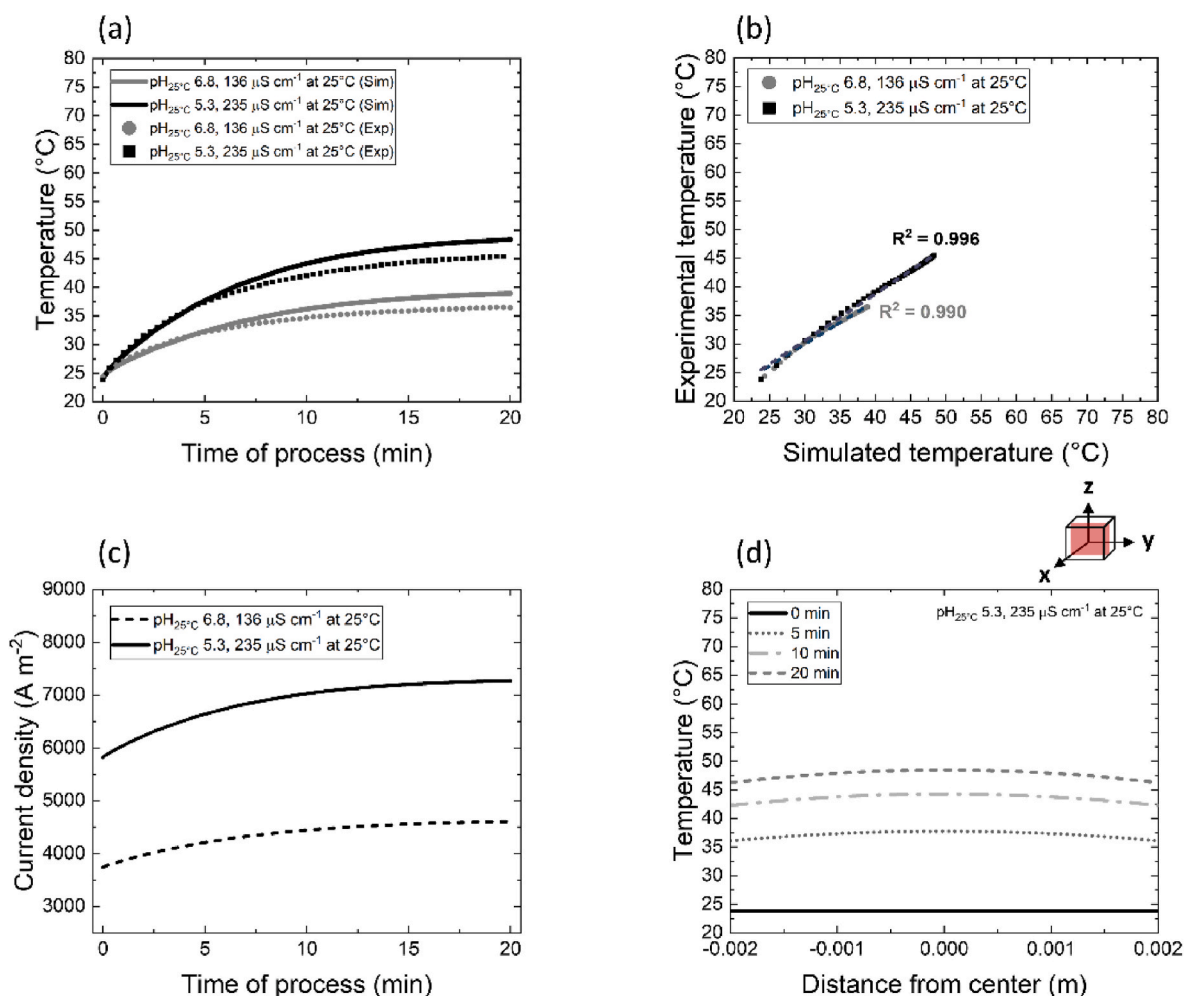 (a)
80
75
70
65
60
55
50
45
40
35
30
25
20
Temperature (°C)
pH25°C 6.8, 136 µS cm-1 at 25°C (Sim)
pH25°C 5.3, 235 µS cm-1 at 25°C (Sim)
pH25°C 6.8, 136 µS cm-1 at 25°C (Exp)
pH25°C 5.3, 235 µS cm-1 at 25°C (Exp)
0 5 10 15 20
Time of process (min)
(b)
80
75
70
65
60
55
50
45
40
35
30
25
20
Experimental temperature (°C)
pH25°C 6.8, 136 µS cm-1 at 25°C
pH25°C 5.3, 235 µS cm-1 at 25°C
R2 = 0.996
R2 = 0.990
20 25 30 35 40 45 50 55 60 65 70 75 80
Simulated temperature (°C)
(c)
9000
8000
7000
6000
5000
4000
3000
Current density (A m-2)
pH25°C 6.8, 136 µS cm-1 at 25°C
pH25°C 5.3, 235 µS cm-1 at 25°C
0 5 10 15 20
Time of process (min)
z
y
x
(d)
80
75
70
65
60
55
50
45
40
35
30
25
20
Temperature (°C)
0 min
5 min
10 min
20 min
pH25°C 5.3, 235 µS cm-1 at 25°C
-0.002 -0.001 0.000 0.001 0.002
Distance from center (m)